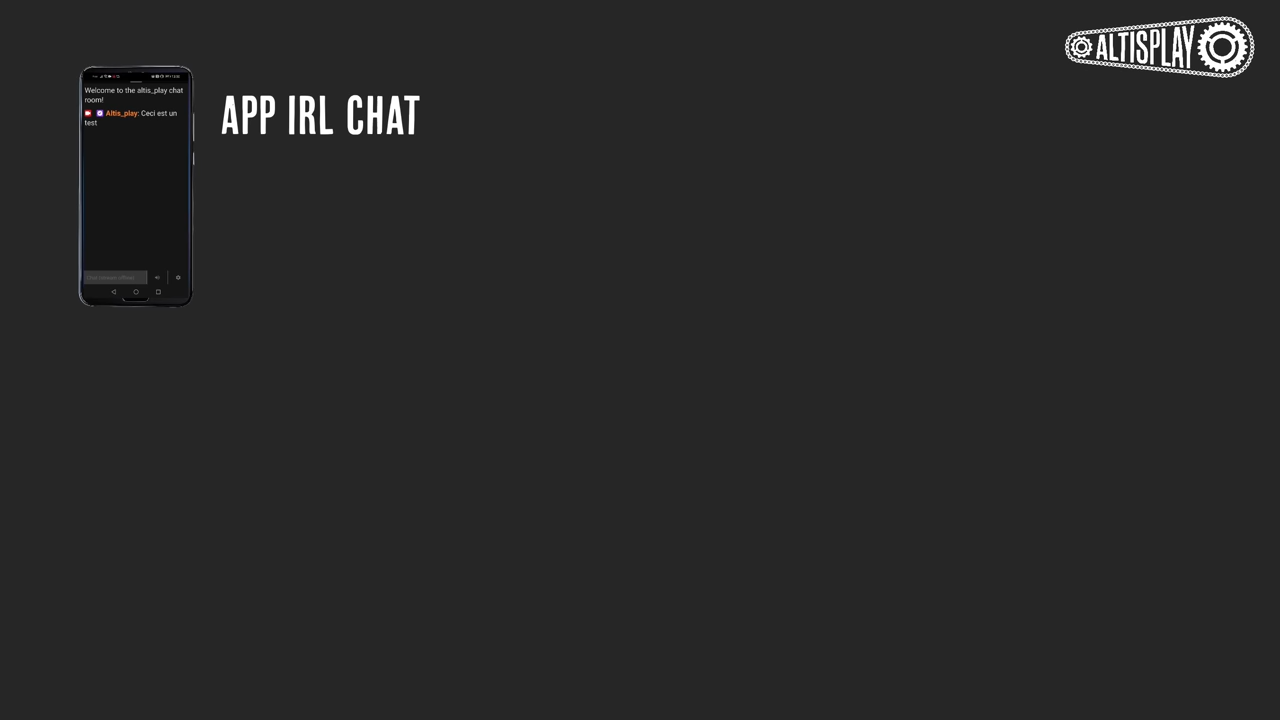 ALTISPLAY
Welcome to the altis_play chat
room!
Altis_play: Ceci est un
test
APP IRL CHAT